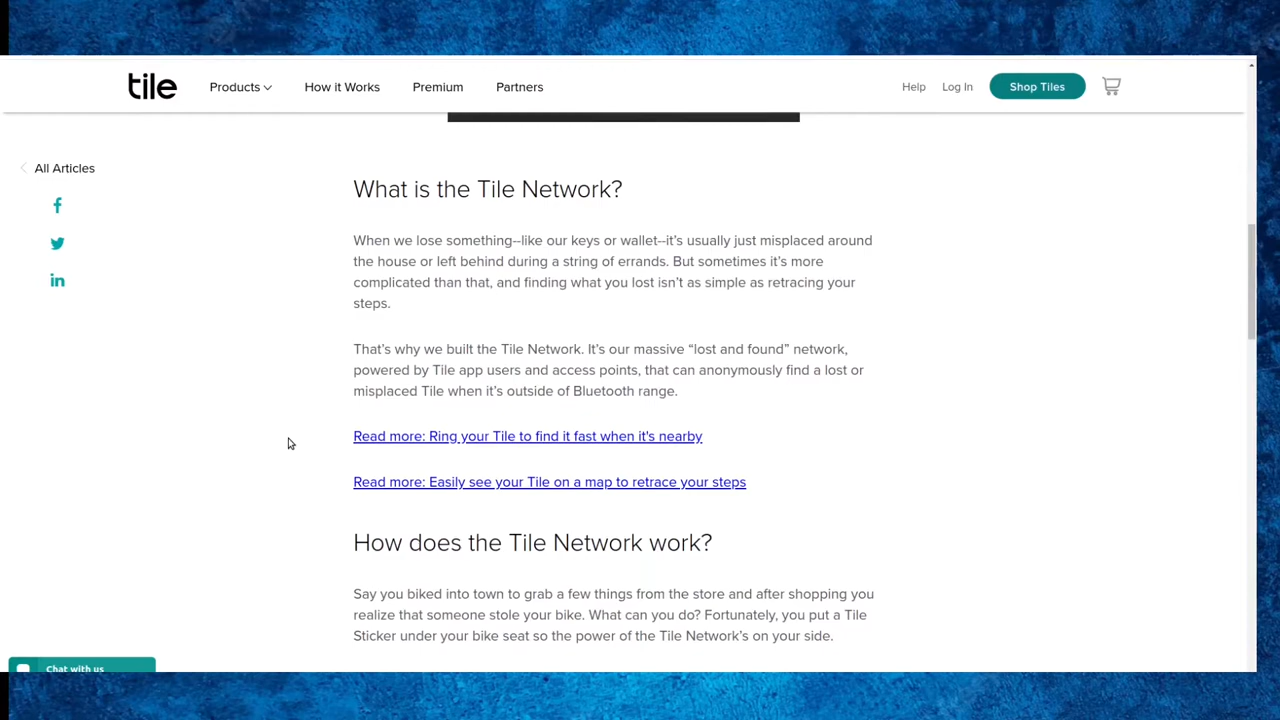 tile
Products
How it Works
Premium
Partners
Help
Log In
Shop Tiles
All Articles
What is the Tile Network?
When we lose something--like our keys or wallet--it’s usually just misplaced around
the house or left behind during a string of errands. But sometimes it’s more
complicated than that, and finding what you lost isn’t as simple as retracing your
steps.
That’s why we built the Tile Network. It’s our massive “lost and found” network,
powered by Tile app users and access points, that can anonymously find a lost or
misplaced Tile when it’s outside of Bluetooth range.
Read more: Ring your Tile to find it fast when it's nearby
Read more: Easily see your Tile on a map to retrace your steps
How does the Tile Network work?
Say you biked into town to grab a few things from the store and after shopping you
realize that someone stole your bike. What can you do? Fortunately, you put a Tile
Sticker under your bike seat so the power of the Tile Network’s on your side.
Chat with us